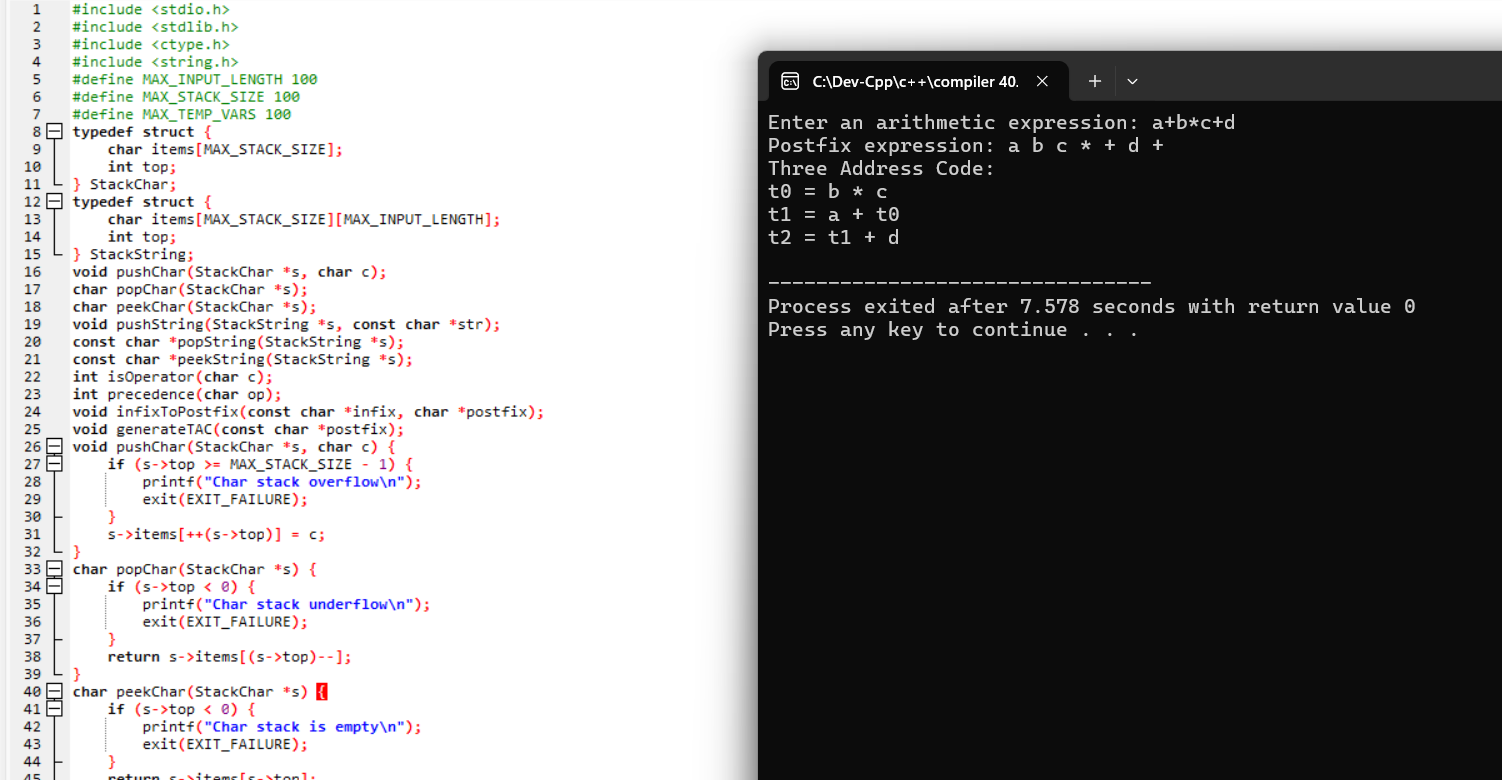 1 #include <stdio.h>
2 #include <stdlib.h>
3 #include <ctype.h>
4 #include <string.h>
5 #define MAX_INPUT_LENGTH 100
6 #define MAX_STACK_SIZE 100
7 #define MAX_TEMP_VARS 100
8 typedef struct {
9 char items[MAX_STACK_SIZE];
10 int top;
11 } StackChar;
12 typedef struct {
13 char items[MAX_STACK_SIZE][MAX_INPUT_LENGTH];
14 int top;
15 } StackString;
16 void pushChar(StackChar *s, char c);
17 char popChar(StackChar *s);
18 char peekChar(StackChar *s);
19 void pushString(StackString *s, const char *str);
20 const char *popString(StackString *s);
21 const char *peekString(StackString *s);
22 int isOperator(char c);
23 int precedence(char op);
24 void infixToPostfix(const char *infix, char *postfix);
25 void generateTAC(const char *postfix);
26 void pushChar(StackChar *s, char c) {
27 if (s->top >= MAX_STACK_SIZE - 1) {
28 printf("Char stack overflow\n");
29 exit(EXIT_FAILURE);
30 }
31 s->items[++(s->top)] = c;
32 }
33 char popChar(StackChar *s) {
34 if (s->top < 0) {
35 printf("Char stack underflow\n");
36 exit(EXIT_FAILURE);
37 }
38 return s->items[(s->top)--];
39 }
40 char peekChar(StackChar *s) {
41 if (s->top < 0) {
42 printf("Char stack is empty\n");
43 exit(EXIT_FAILURE);
44 }
45 return s->items[s->top];
C:\Dev-Cpp\c++\compiler 40.
Enter an arithmetic expression: a+b*c+d
Postfix expression: a b c * + d +
Three Address Code:
t0 = b * c
t1 = a + t0
t2 = t1 + d
--------------------------------
Process exited after 7.578 seconds with return value 0
Press any key to continue . . .